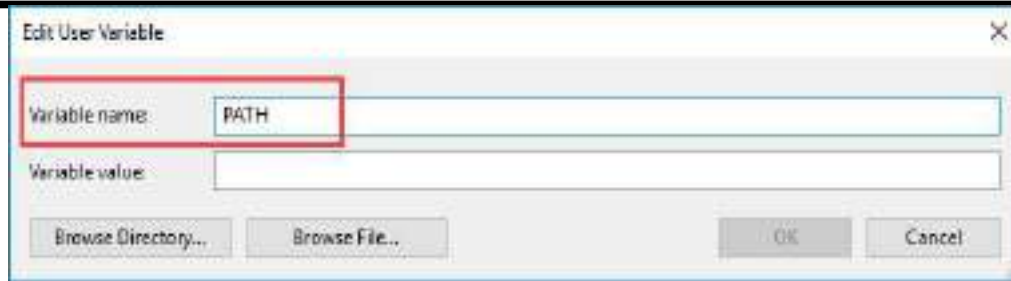 Edit User Variable
Variable name: PATH
Variable value:
Browse Directory... Browse File... OK Cancel